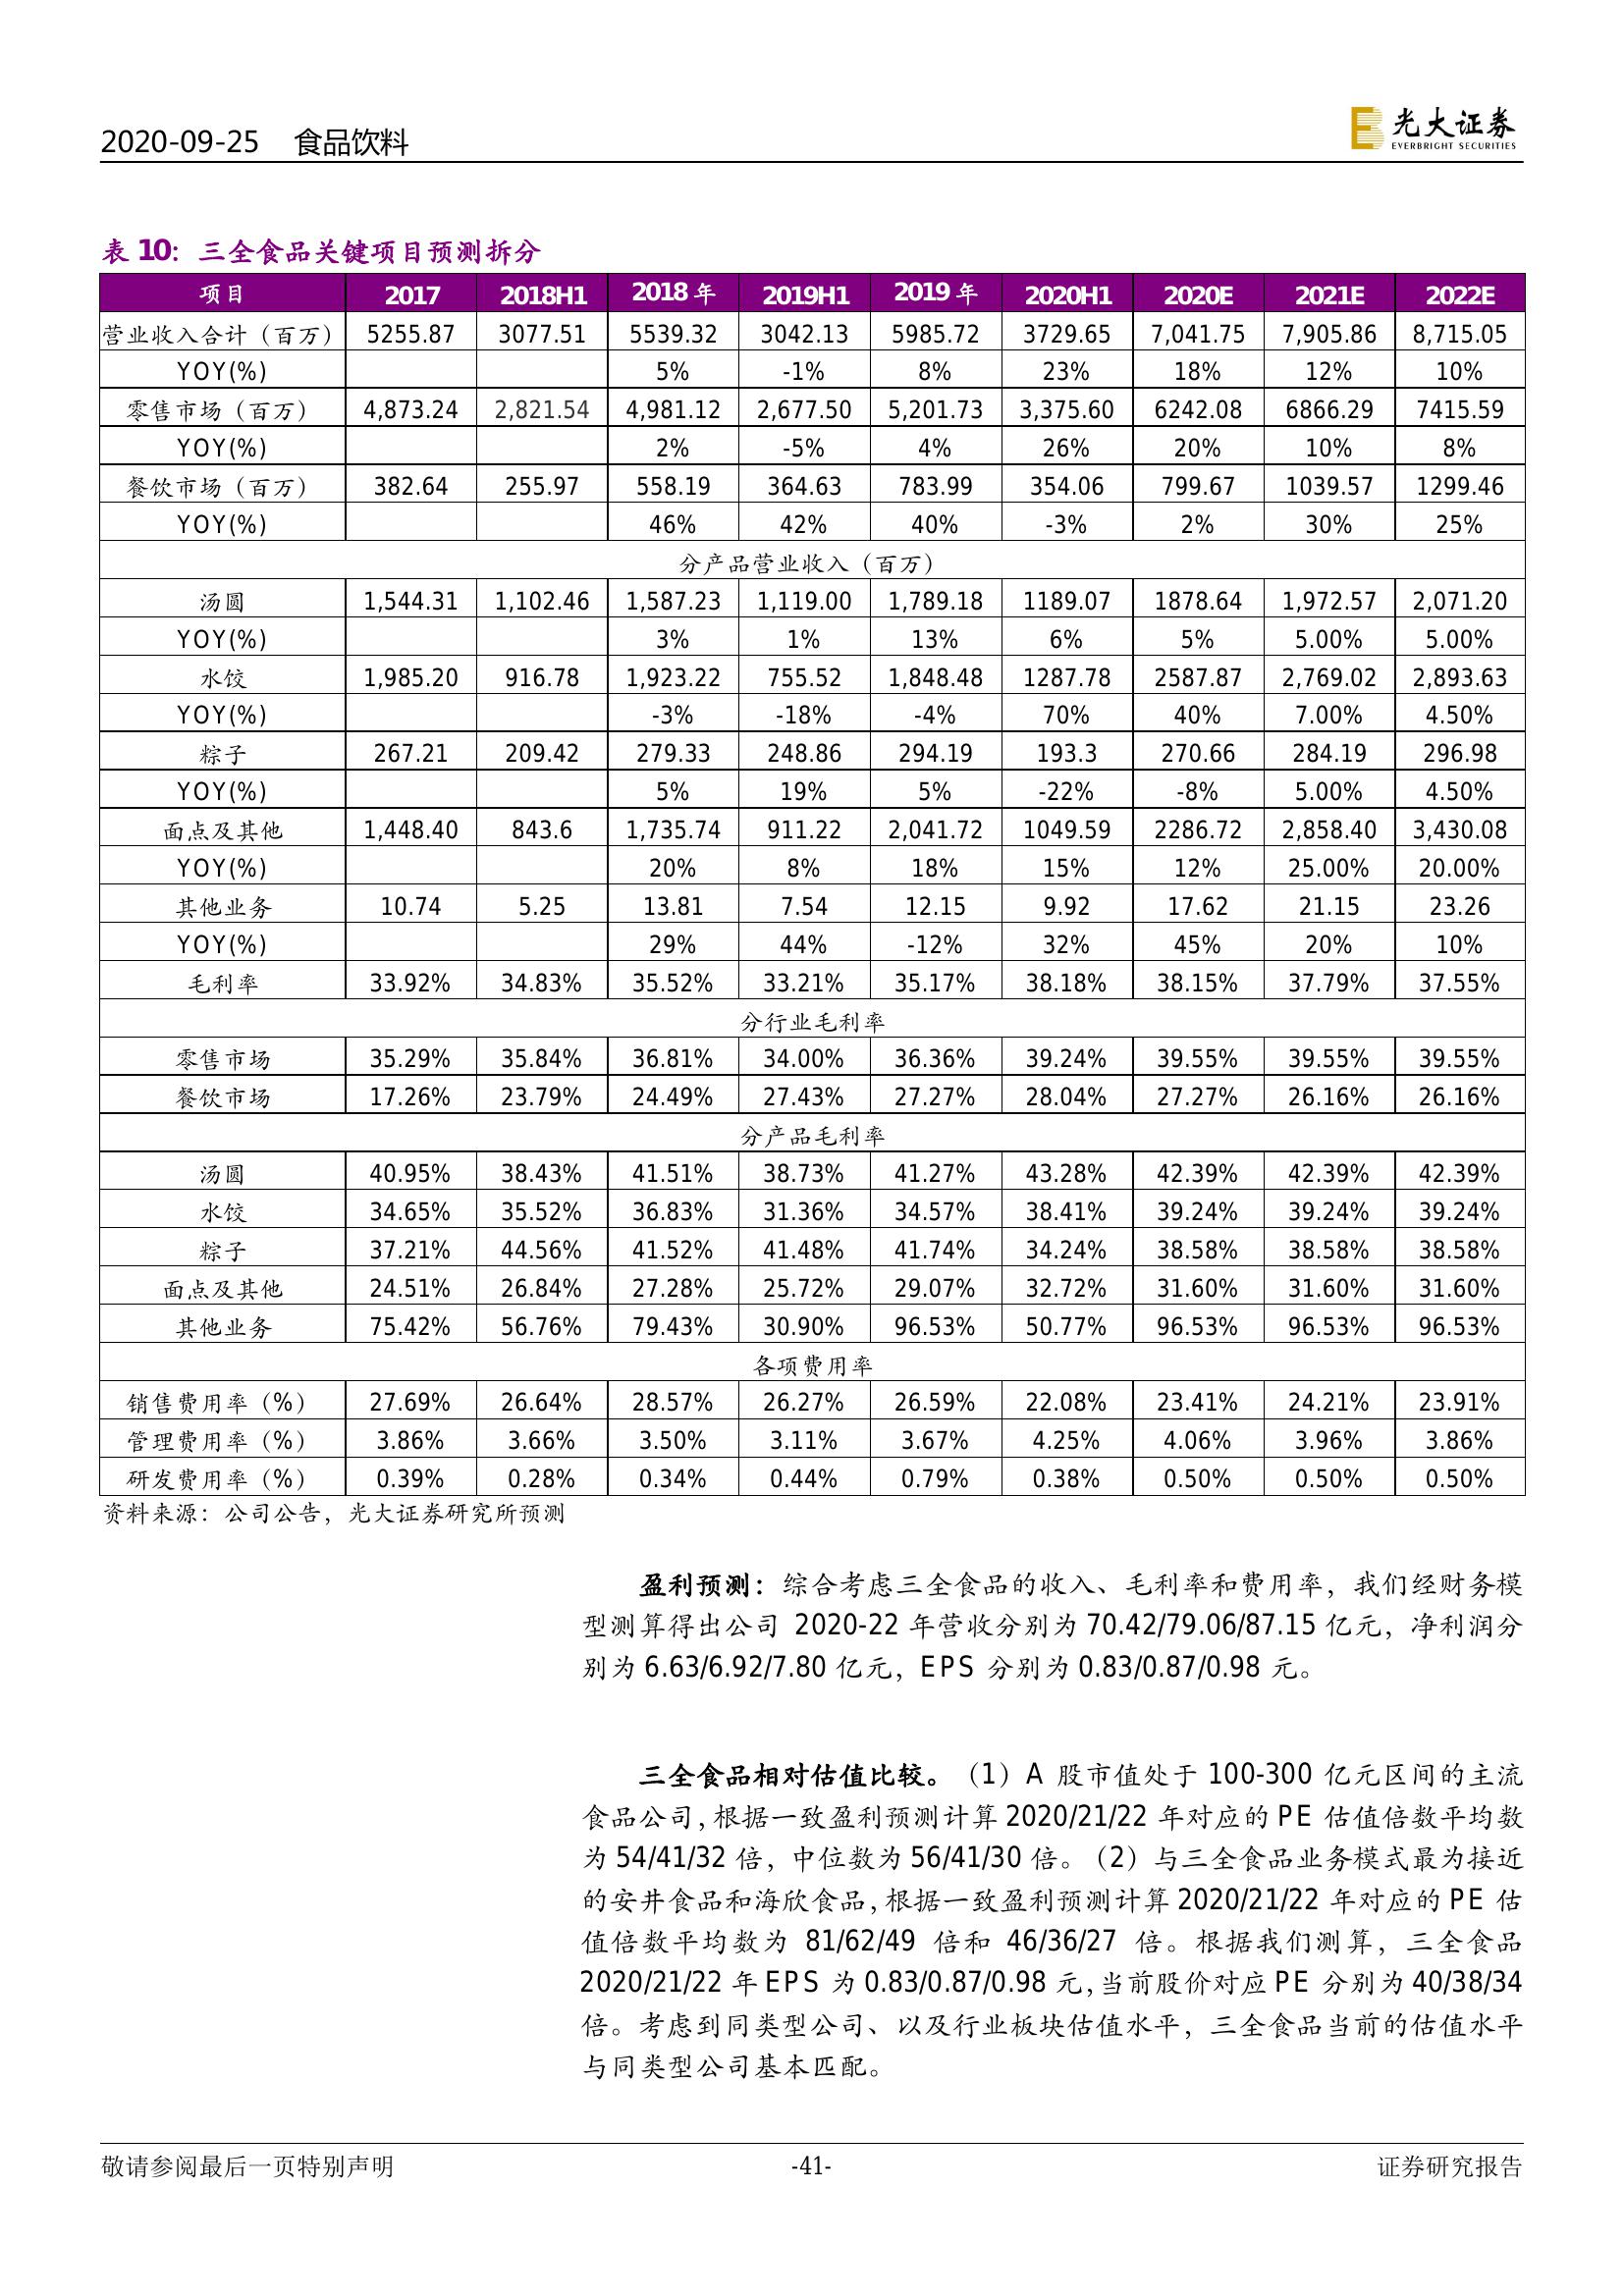 2020-09-25 食品饮料
光大证券
EVERBRIGHT SECURITIES
表 10：三全食品关键项目预测拆分
项目 2017 2018H1 2018 年 2019H1 2019 年 2020H1 2020E 2021E 2022E
营业收入合计（百万） 5255.87 3077.51 5539.32 3042.13 5985.72 3729.65 7,041.75 7,905.86 8,715.05
YOY(%) 5% -1% 8% 23% 18% 12% 10%
零售市场（百万） 4,873.24 2,821.54 4,981.12 2,677.50 5,201.73 3,375.60 6242.08 6866.29 7415.59
YOY(%) 2% -5% 4% 26% 20% 10% 8%
餐饮市场（百万） 382.64 255.97 558.19 364.63 783.99 354.06 799.67 1039.57 1299.46
YOY(%) 46% 42% 40% -3% 2% 30% 25%
分产品营业收入（百万）
汤圆 1,544.31 1,102.46 1,587.23 1,119.00 1,789.18 1189.07 1878.64 1,972.57 2,071.20
YOY(%) 3% 1% 13% 6% 5% 5.00% 5.00%
水饺 1,985.20 916.78 1,923.22 755.52 1,848.48 1287.78 2587.87 2,769.02 2,893.63
YOY(%) -3% -18% -4% 70% 40% 7.00% 4.50%
粽子 267.21 209.42 279.33 248.86 294.19 193.3 270.66 284.19 296.98
YOY(%) 5% 19% 5% -22% -8% 5.00% 4.50%
面点及其他 1,448.40 843.6 1,735.74 911.22 2,041.72 1049.59 2286.72 2,858.40 3,430.08
YOY(%) 20% 8% 18% 15% 12% 25.00% 20.00%
其他业务 10.74 5.25 13.81 7.54 12.15 9.92 17.62 21.15 23.26
YOY(%) 29% 44% -12% 32% 45% 20% 10%
毛利率 33.92% 34.83% 35.52% 33.21% 35.17% 38.18% 38.15% 37.79% 37.55%
分行业毛利率
零售市场 35.29% 35.84% 36.81% 34.00% 36.36% 39.24% 39.55% 39.55% 39.55%
餐饮市场 17.26% 23.79% 24.49% 27.43% 27.27% 28.04% 27.27% 26.16% 26.16%
分产品毛利率
汤圆 40.95% 38.43% 41.51% 38.73% 41.27% 43.28% 42.39% 42.39% 42.39%
水饺 34.65% 35.52% 36.83% 31.36% 34.57% 38.41% 39.24% 39.24% 39.24%
粽子 37.21% 44.56% 41.52% 41.48% 41.74% 34.24% 38.58% 38.58% 38.58%
面点及其他 24.51% 26.84% 27.28% 25.72% 29.07% 32.72% 31.60% 31.60% 31.60%
其他业务 75.42% 56.76% 79.43% 30.90% 96.53% 50.77% 96.53% 96.53% 96.53%
各项费用率
销售费用率（%） 27.69% 26.64% 28.57% 26.27% 26.59% 22.08% 23.41% 24.21% 23.91%
管理费用率（%） 3.86% 3.66% 3.50% 3.11% 3.67% 4.25% 4.06% 3.96% 3.86%
研发费用率（%） 0.39% 0.28% 0.34% 0.44% 0.79% 0.38% 0.50% 0.50% 0.50%
资料来源：公司公告，光大证券研究所预测
盈利预测：综合考虑三全食品的收入、毛利率和费用率，我们经财务模
型测算得出公司 2020-22 年营收分别为 70.42/79.06/87.15 亿元，净利润分
别为 6.63/6.92/7.80 亿元，EPS 分别为 0.83/0.87/0.98 元。
三全食品相对估值比较。（1）A 股市值处于 100-300 亿元区间的主流
食品公司，根据一致盈利预测计算 2020/21/22 年对应的 PE 估值倍数平均数
为 54/41/32 倍，中位数为 56/41/30 倍。（2）与三全食品业务模式最为接近
的安井食品和海欣食品，根据一致盈利预测计算 2020/21/22 年对应的 PE 估
值倍数平均数为 81/62/49 倍和 46/36/27 倍。根据我们测算，三全食品
2020/21/22 年 EPS 为 0.83/0.87/0.98 元，当前股价对应 PE 分别为 40/38/34
倍。考虑到同类型公司、以及行业板块估值水平，三全食品当前的估值水平
与同类型公司基本匹配。
敬请参阅最后一页特别声明 -41- 证券研究报告